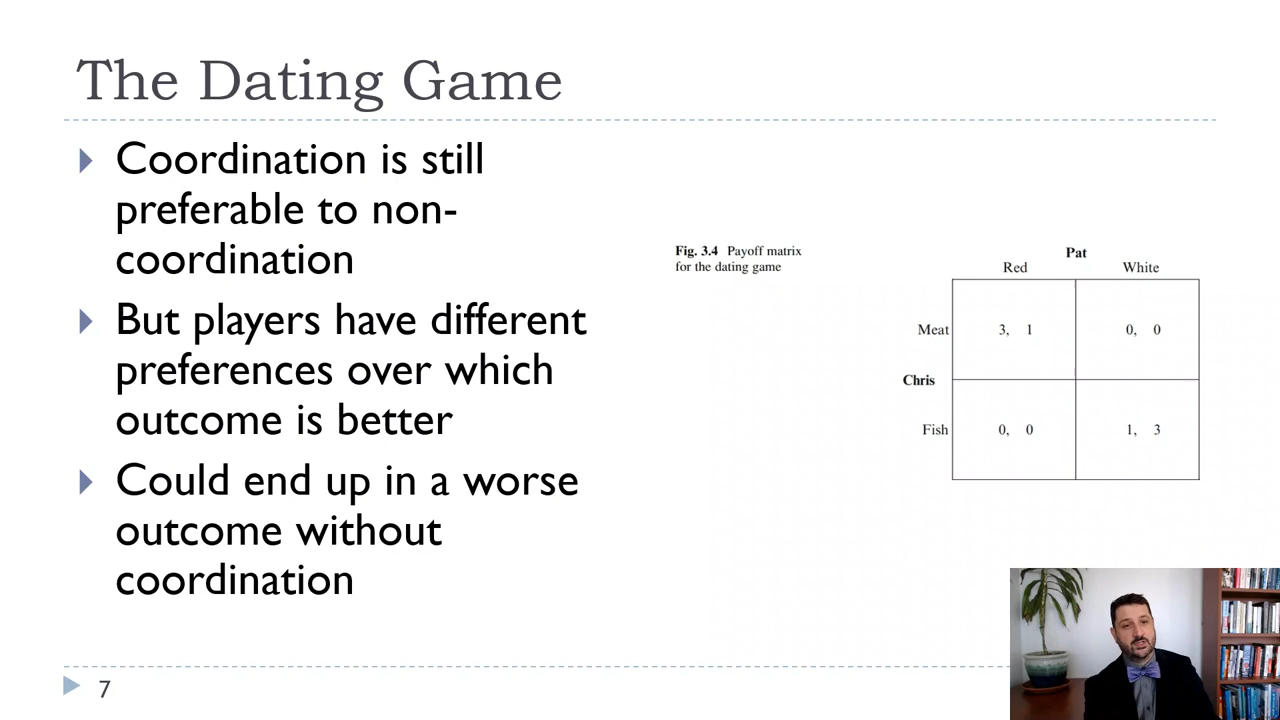 The Dating Game
Coordination is still
preferable to non-
coordination
But players have different
preferences over which
outcome is better
Could end up in a worse
outcome without
coordination
Fig. 3.4 Payoff matrix
for the dating game
Pat
Red White
Meat 3, 1 0, 0
Chris
Fish 0, 0 1, 3
7